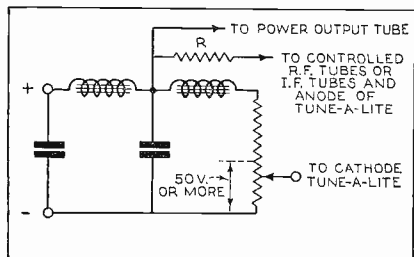 TO POWER OUTPUT TUBE
R
TO CONTROLLED
R.F. TUBES OR
I.F. TUBES AND
ANODE OF
TUNE-A-LITE
+
50 V.
OR MORE
TO CATHODE
TUNE-A-LITE
-